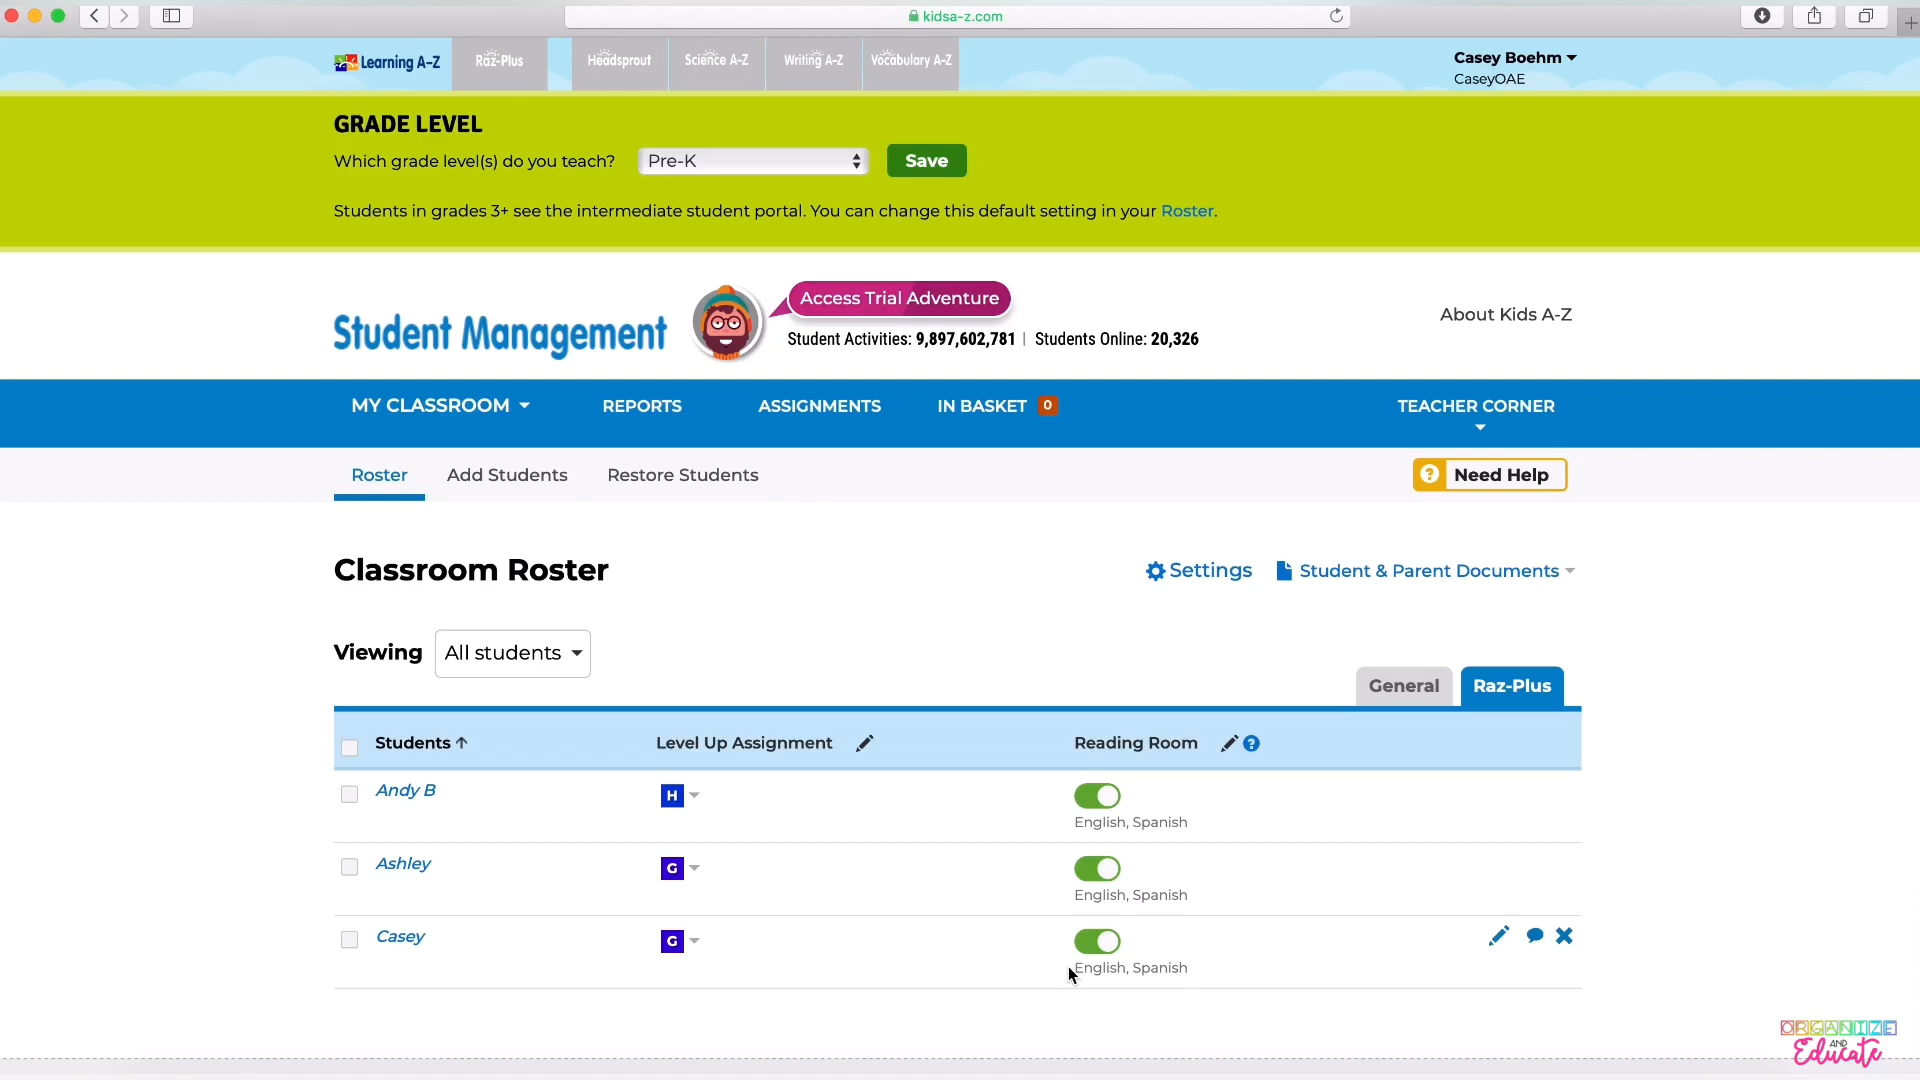 kidsa-z.com
Learning A-Z
Raz-Plus
Headsprout
Science A-Z
Writing A-Z
Vocabulary A-Z
Casey Boehm
CaseyOAE
GRADE LEVEL
Which grade level(s) do you teach? Pre-K Save
Students in grades 3+ see the intermediate student portal. You can change this default setting in your Roster.
Student Management
Access Trial Adventure
Student Activities: 9,897,602,781 | Students Online: 20,326
About Kids A-Z
MY CLASSROOM REPORTS ASSIGNMENTS IN BASKET 0 TEACHER CORNER
Roster Add Students Restore Students Need Help
Classroom Roster Settings Student & Parent Documents
Viewing All students
General Raz-Plus
Students Level Up Assignment Reading Room
Andy B H
English, Spanish
Ashley G
English, Spanish
Casey G
English, Spanish
ORGANIZE
AND
Educate